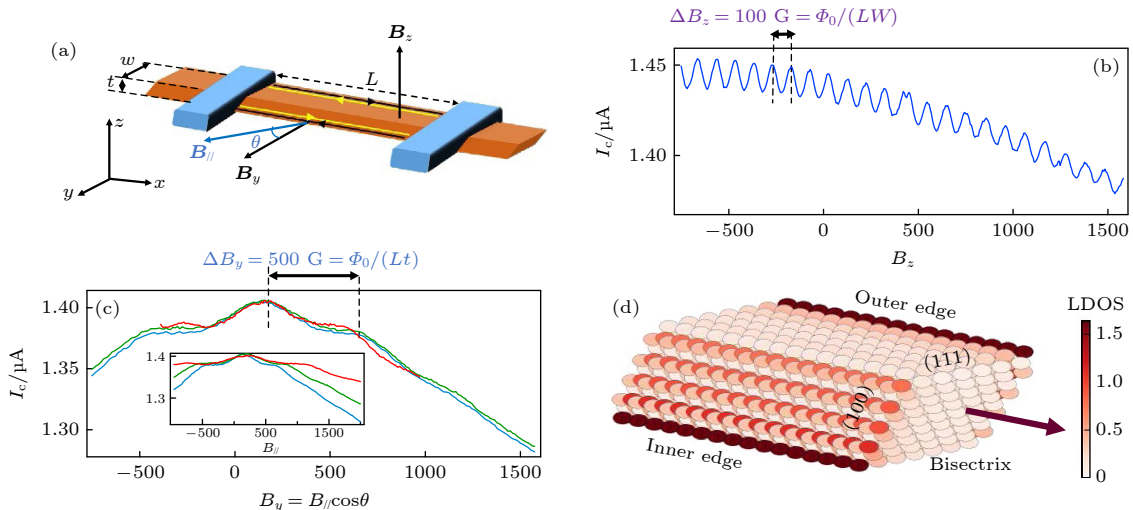 (a)
w
t
L
B_z
B_//
θ
B_y
z
y
x
ΔB_z = 100 G = Φ_0/(LW)
(b)
I_c/μA
1.45
1.40
−500
0
500
1000
1500
B_z
ΔB_y = 500 G = Φ_0/(Lt)
(c)
I_c/μA
1.40
1.35
1.30
1.4
1.3
−500
500
1500
B_//
−500
0
500
1000
1500
B_y = B_//cosθ
(d)
Outer edge
LDOS
1.5
1.0
0.5
0
(111)
(100)
Inner edge
Bisectrix